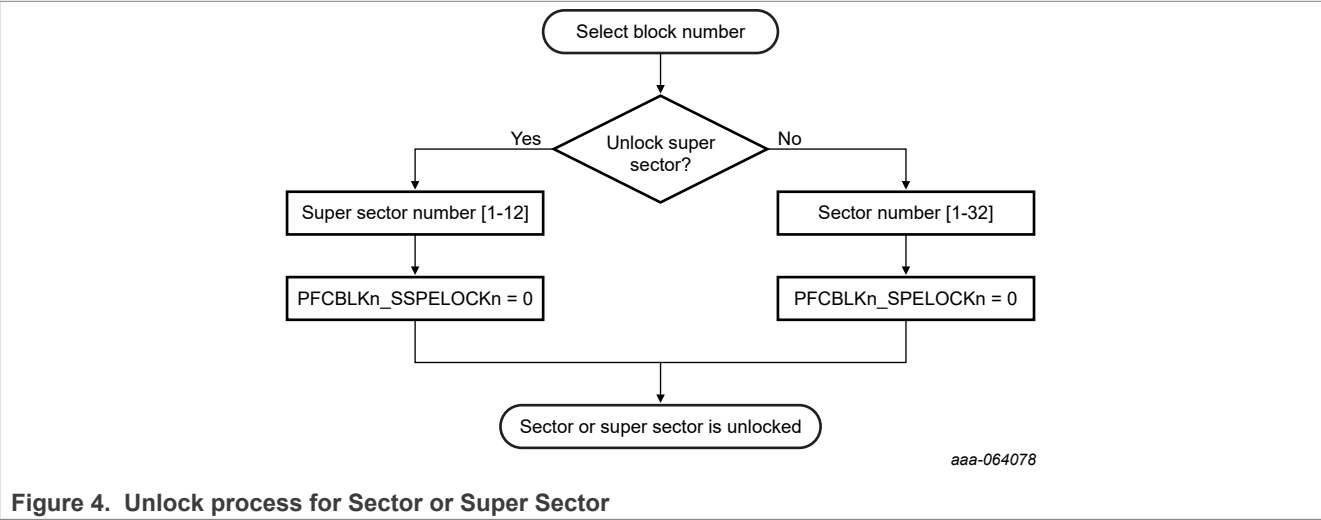 Select block number
Unlock super
sector?
Yes
No
Super sector number [1-12]
Sector number [1-32]
PFCBLKn_SSPELOCKn = 0
PFCBLKn_SPELOCKn = 0
Sector or super sector is unlocked
aaa-064078
Figure 4. Unlock process for Sector or Super Sector